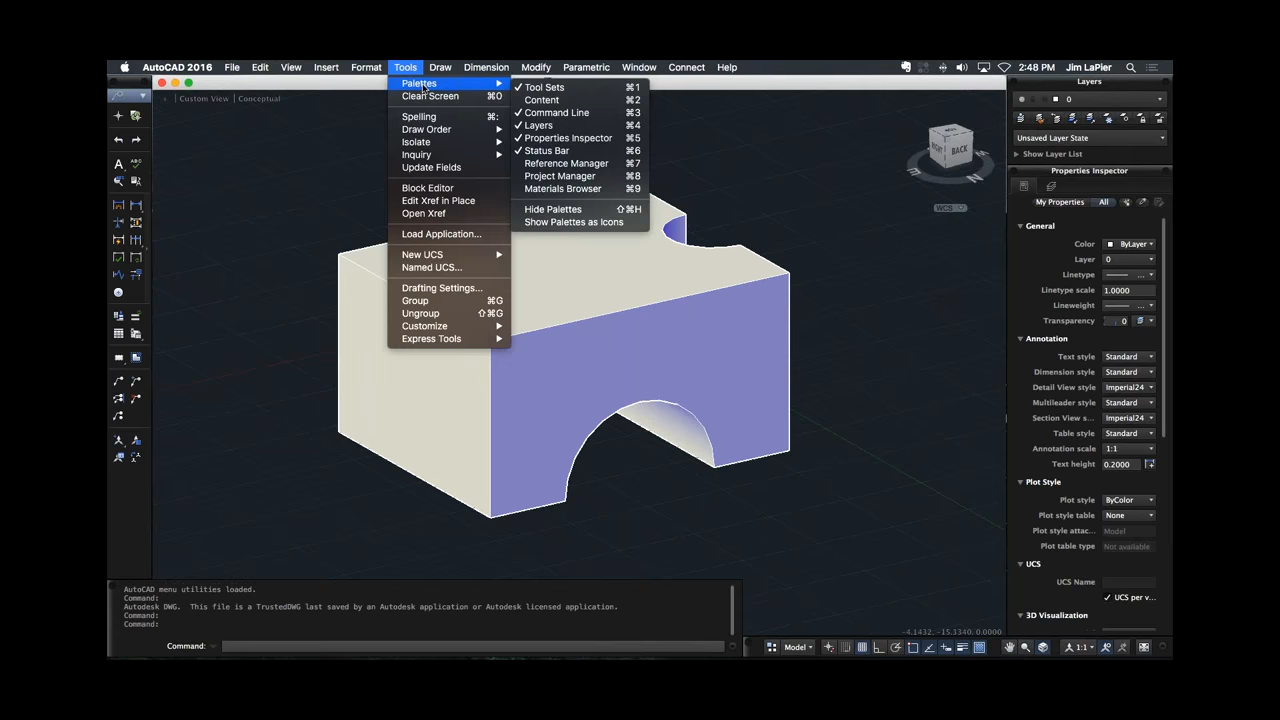 AutoCAD 2016 File Edit View Insert Format Tools Draw Dimension Modify Parametric Window Connect Help 2:48 PM Jim LaPier
Custom View | Conceptual
Palettes
Clean Screen ⌘0
Spelling ⌘:
Draw Order
Isolate
Inquiry
Update Fields
Block Editor
Edit Xref in Place
Open Xref
Load Application...
New UCS
Named UCS...
Drafting Settings...
Group ⌘G
Ungroup ⇧⌘G
Customize
Express Tools
✓ Tool Sets ⌘1
Content ⌘2
✓ Command Line ⌘3
✓ Layers ⌘4
✓ Properties Inspector ⌘5
✓ Status Bar ⌘6
Reference Manager ⌘7
Project Manager ⌘8
Materials Browser ⌘9
Hide Palettes ⇧⌘H
Show Palettes as Icons
RIGHT BACK
N
WCS
Layers
0
Unsaved Layer State
Show Layer List
Properties Inspector
My Properties All
General
Color ByLayer
Layer 0
Linetype ...
Linetype scale 1.0000
Lineweight ...
Transparency 0
Annotation
Text style Standard
Dimension style Standard
Detail View style Imperial24
Multileader style Standard
Section View s... Imperial24
Table style Standard
Annotation scale 1:1
Text height 0.2000
Plot Style
Plot style ByColor
Plot style table None
Plot style attac... Model
Plot table type Not available
UCS
UCS Name
✓ UCS per v...
3D Visualization
AutoCAD menu utilities loaded.
Command:
Autodesk DWG. This file is a TrustedDWG last saved by an Autodesk application or Autodesk licensed application.
Command:
Command:
-4.1432, -15.3340, 0.0000
Command:
Model 1:1